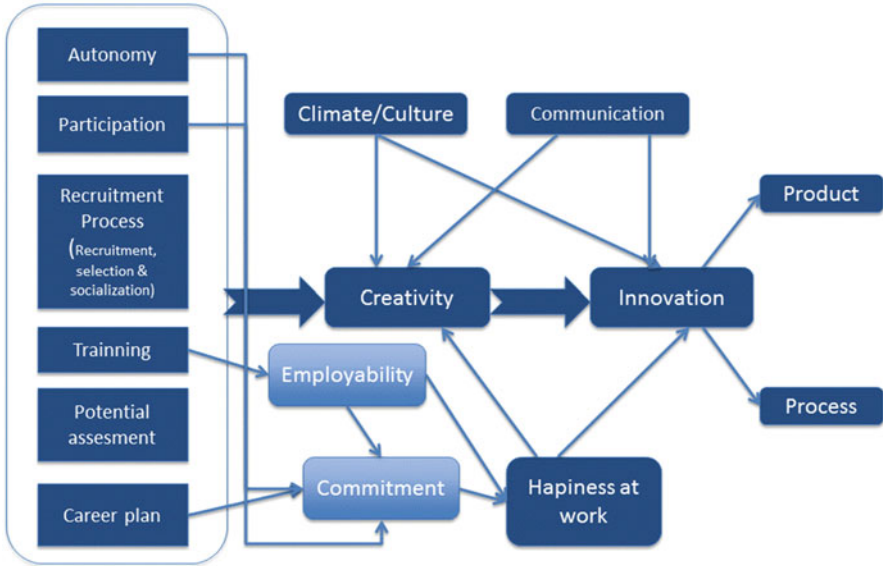 Autonomy
Participation
Recruitment
Process
(Recruitment,
selection &
socialization)
Trainning
Potential
assesment
Career plan
Climate/Culture
Communication
Creativity
Innovation
Product
Process
Employability
Commitment
Hapiness at
work